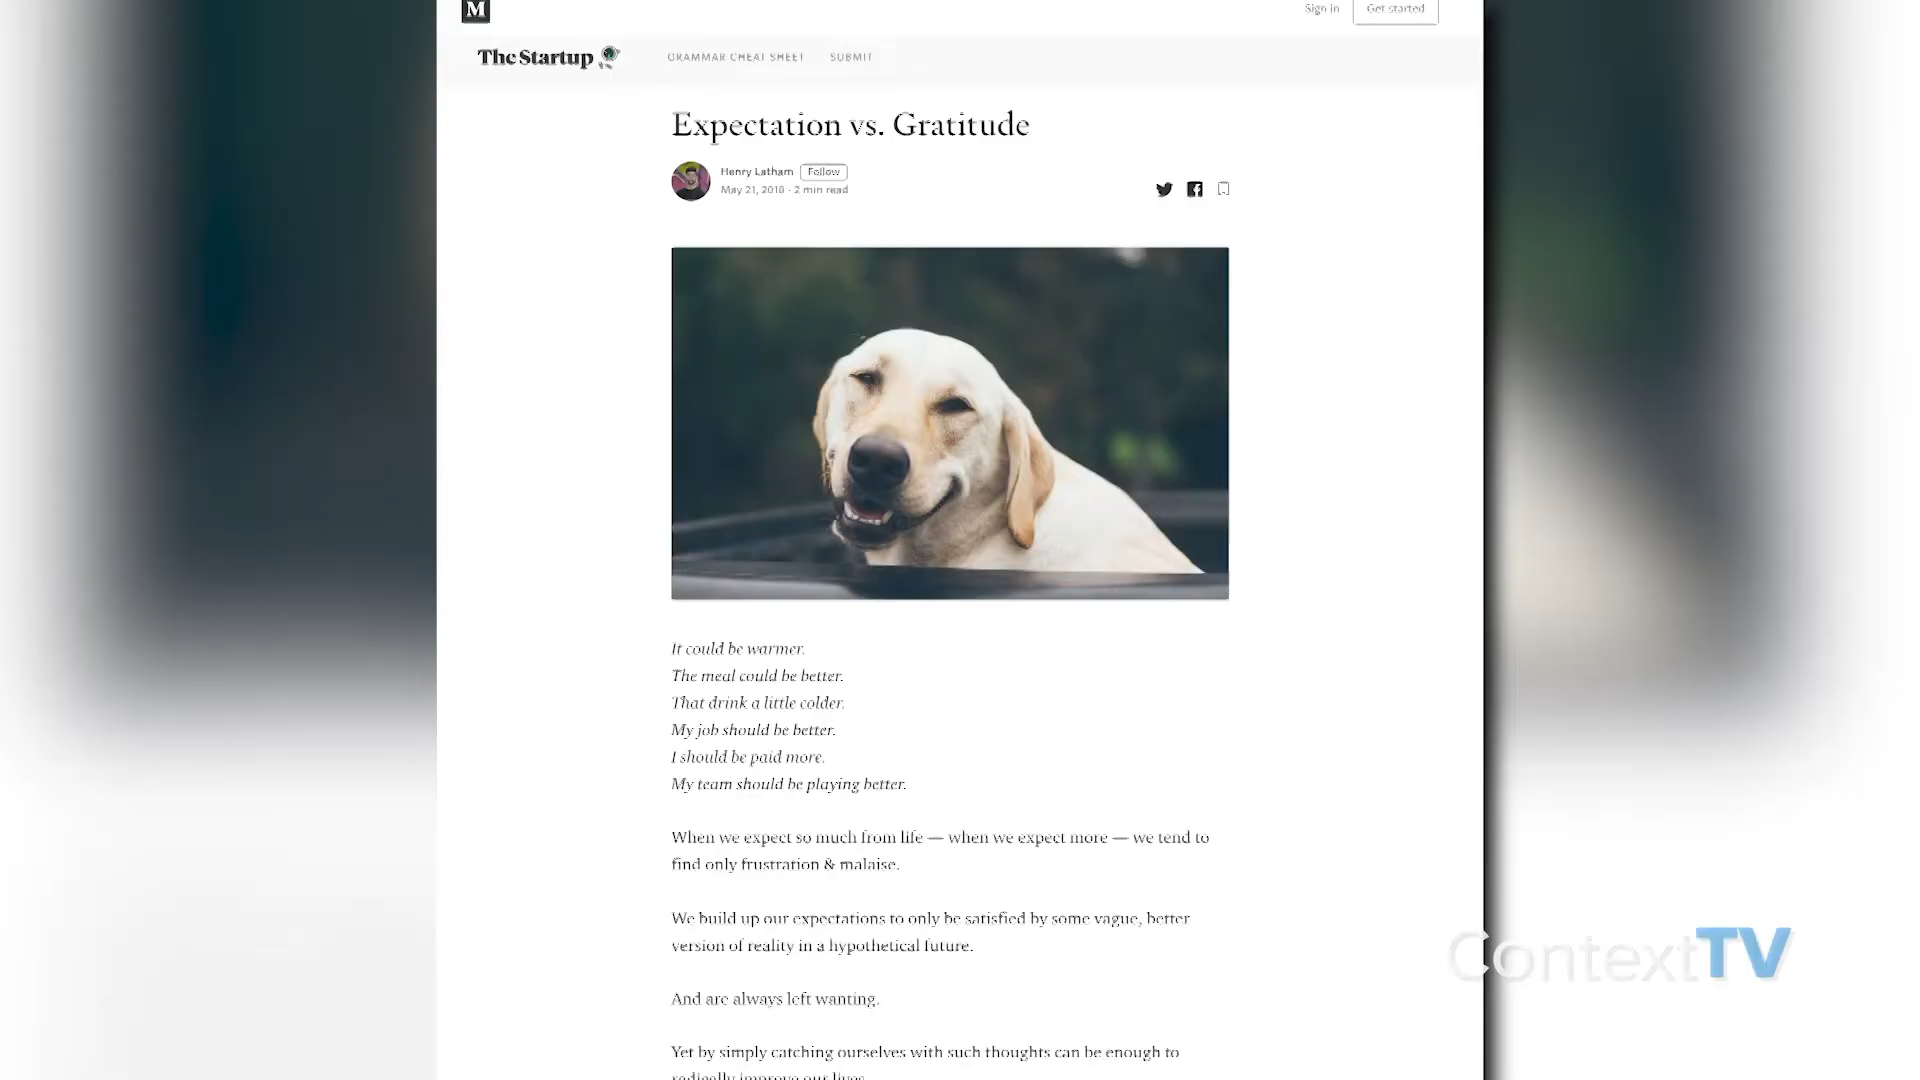 M
Sign in
Get started
The Startup
GRAMMAR CHEAT SHEET
SUBMIT
Expectation vs. Gratitude
Henry Latham
Follow
May 21, 2018 · 2 min read
It could be warmer.
The meal could be better.
That drink a little colder.
My job should be better.
I should be paid more.
My team should be playing better.
When we expect so much from life — when we expect more — we tend to
find only frustration & malaise.
We build up our expectations to only be satisfied by some vague, better
version of reality in a hypothetical future.
And are always left wanting.
Yet by simply catching ourselves with such thoughts can be enough to
radically improve our lives.
ContextTV